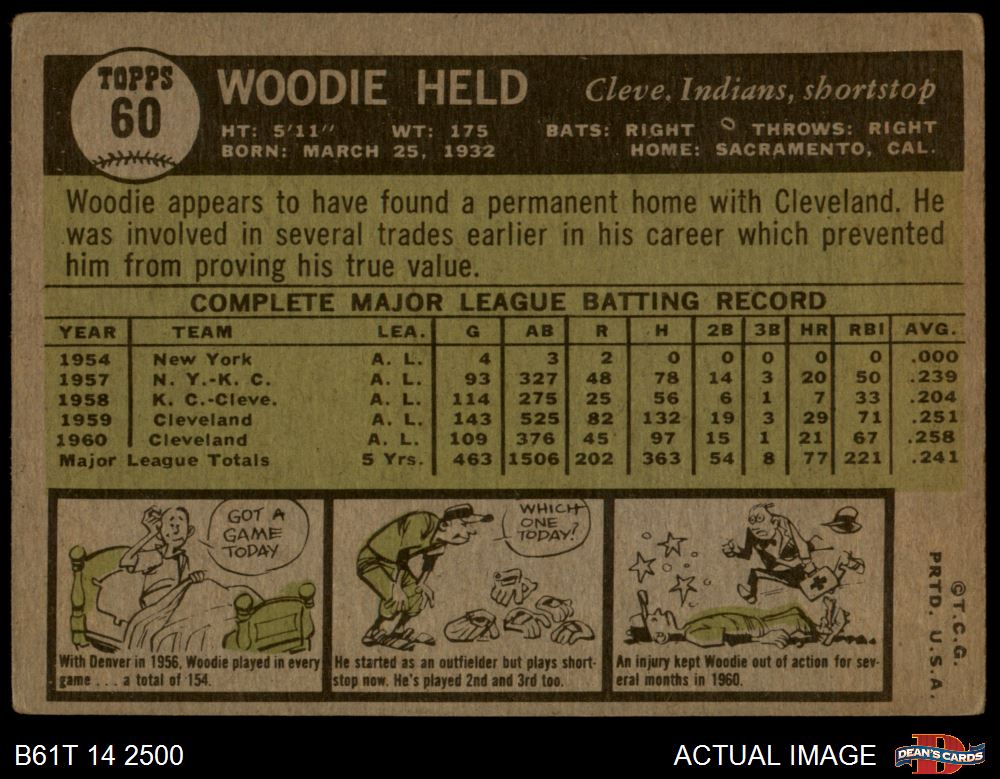 TOPPS
60
WOODIE HELD
Cleve. Indians, shortstop
HT: 5'11" WT: 175 BATS: RIGHT THROWS: RIGHT
BORN: MARCH 25, 1932 HOME: SACRAMENTO, CAL.
Woodie appears to have found a permanent home with Cleveland. He
was involved in several trades earlier in his career which prevented
him from proving his true value.
COMPLETE MAJOR LEAGUE BATTING RECORD
YEAR TEAM LEA. G AB R H 2B 3B HR RBI AVG.
1954 New York A. L. 4 3 2 0 0 0 0 0 .000
1957 N. Y.-K. C. A. L. 93 327 48 78 14 3 20 50 .239
1958 K. C.-Cleve. A. L. 114 275 25 56 6 1 7 33 .204
1959 Cleveland A. L. 143 525 82 132 19 3 29 71 .251
1960 Cleveland A. L. 109 376 45 97 15 1 21 67 .258
Major League Totals 5 Yrs. 463 1506 202 363 54 8 77 221 .241
GOT A
GAME
TODAY
With Denver in 1956, Woodie played in every
game . . . a total of 154.
WHICH
ONE
TODAY?
He started as an outfielder but plays short-
stop now. He's played 2nd and 3rd too.
An injury kept Woodie out of action for sev-
eral months in 1960.
©T.C.G.
PRTD. U.S.A.
B61T 14 2500
ACTUAL IMAGE
D
DEAN'S CARDS